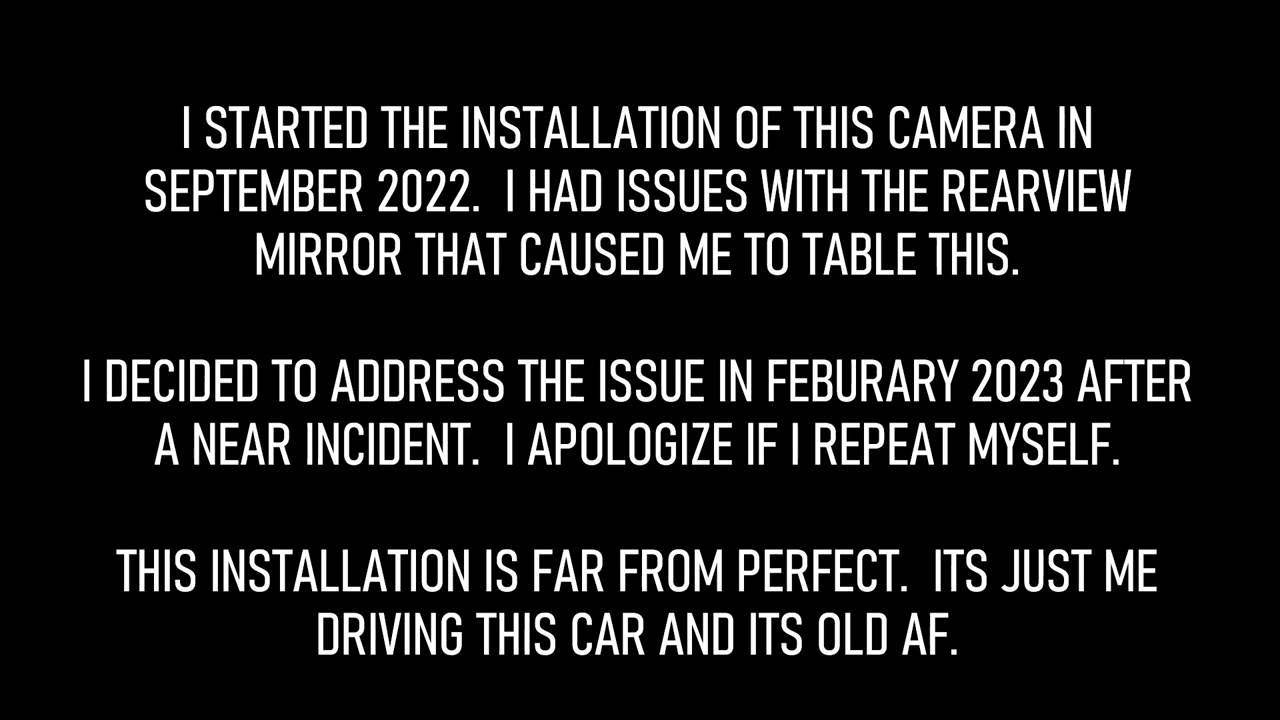 I STARTED THE INSTALLATION OF THIS CAMERA IN
SEPTEMBER 2022.  I HAD ISSUES WITH THE REARVIEW
MIRROR THAT CAUSED ME TO TABLE THIS.
I DECIDED TO ADDRESS THE ISSUE IN FEBURARY 2023 AFTER
A NEAR INCIDENT.  I APOLOGIZE IF I REPEAT MYSELF.
THIS INSTALLATION IS FAR FROM PERFECT.  ITS JUST ME
DRIVING THIS CAR AND ITS OLD AF.